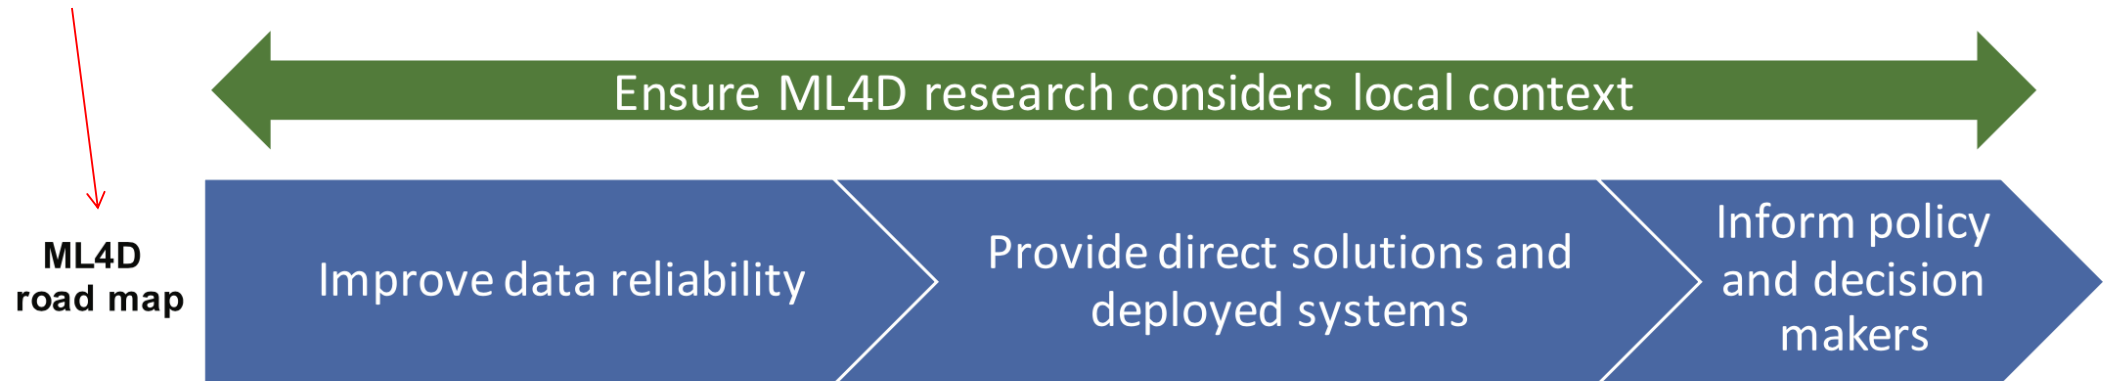 Ensure ML4D research considers local context
ML4D
road map
Improve data reliability
Provide direct solutions and
deployed systems
Inform policy
and decision
makers